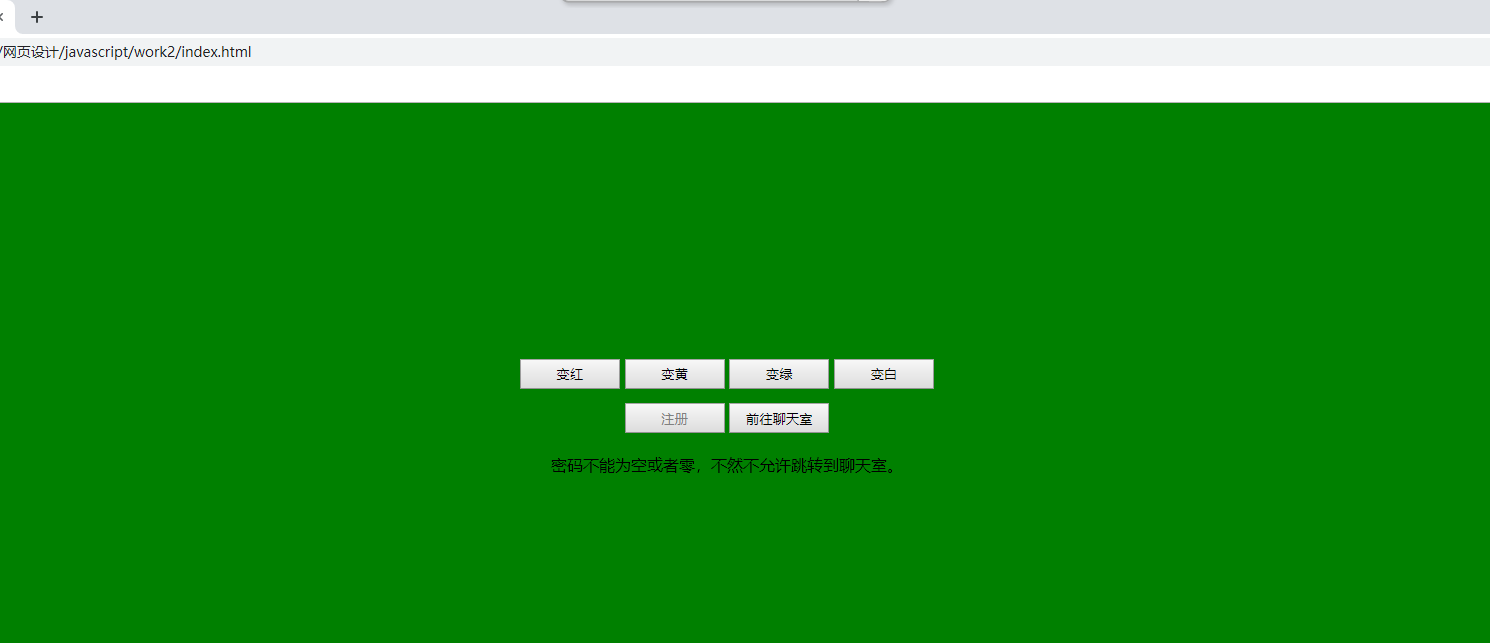 /网页设计/javascript/work2/index.html
变红 变黄 变绿 变白
注册 前往聊天室
密码不能为空或者零，不然不允许跳转到聊天室。